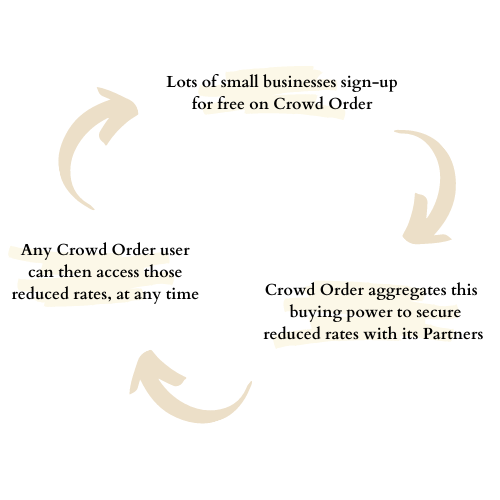 Lots of small businesses sign-up
for free on Crowd Order
Any Crowd Order user
can then access those
reduced rates, at any time
Crowd Order aggregates this
buying power to secure
reduced rates with its Partners